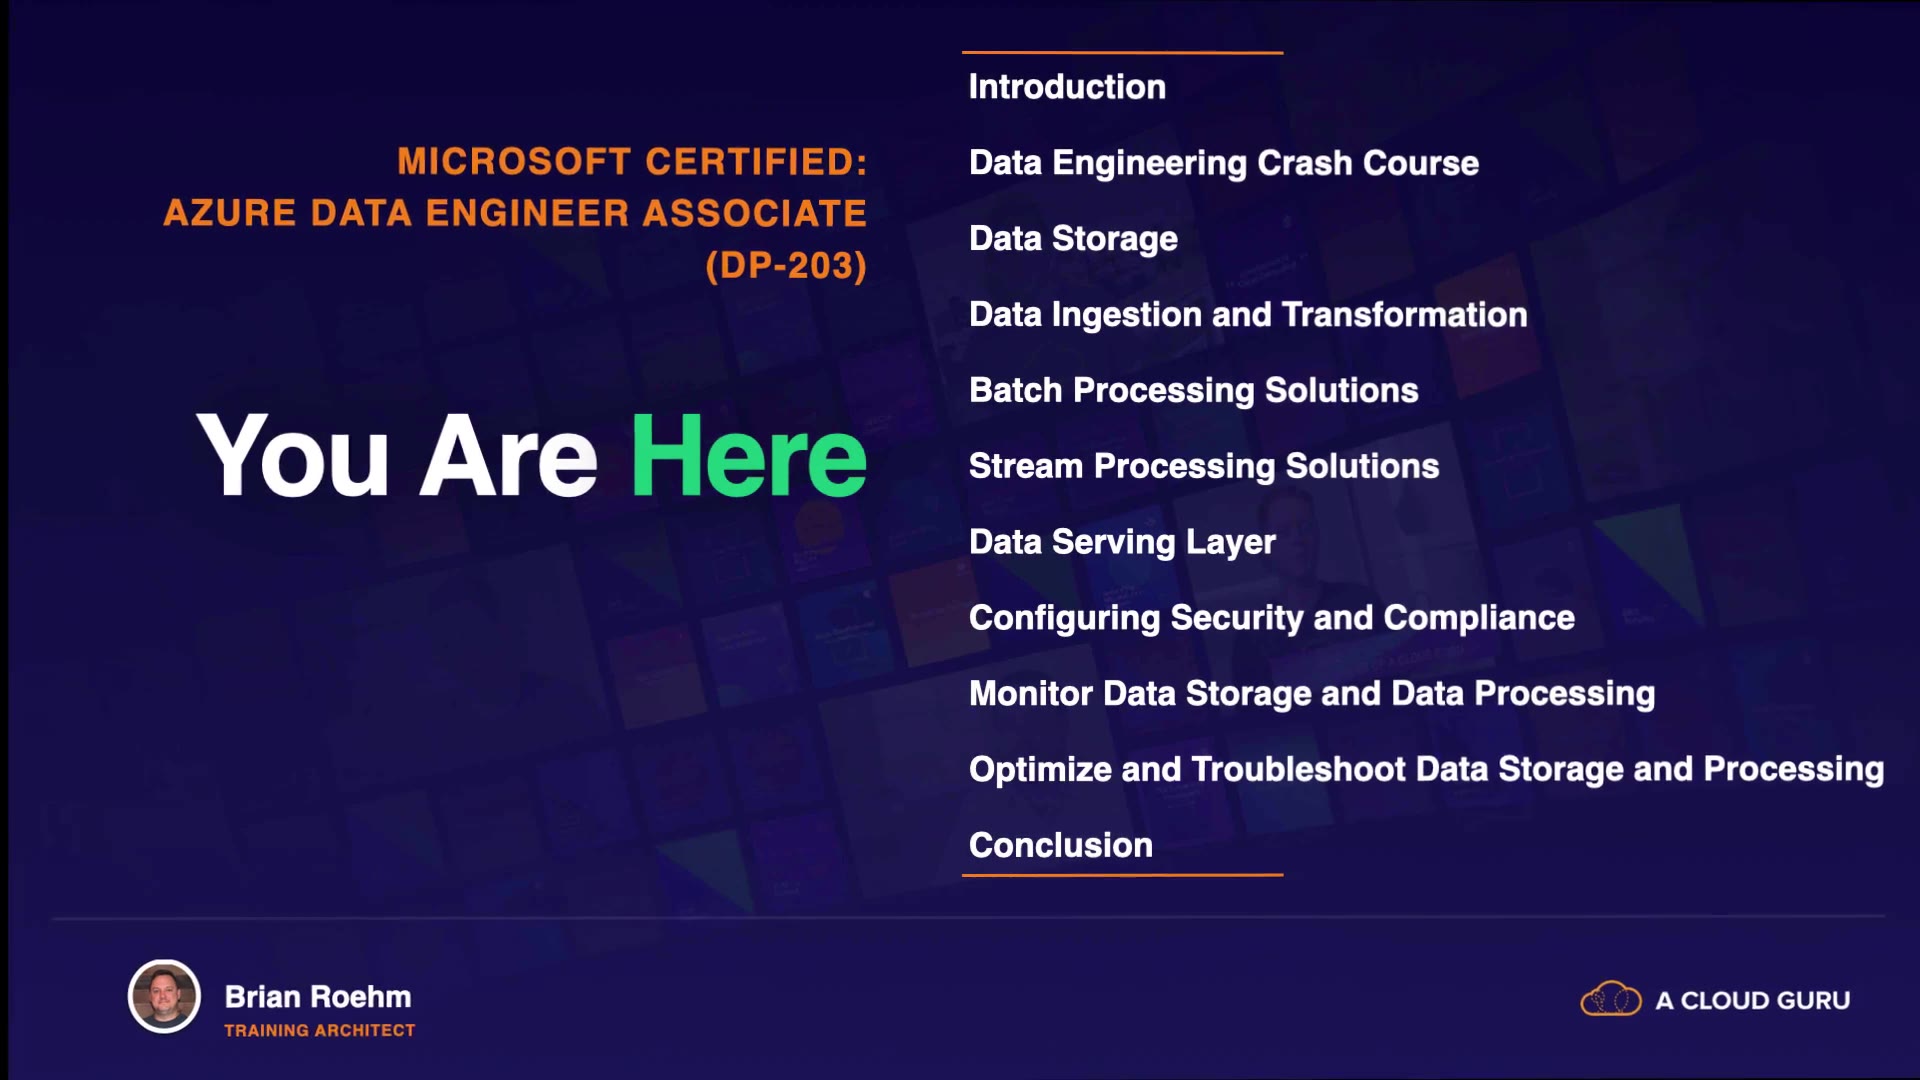 MICROSOFT CERTIFIED:
AZURE DATA ENGINEER ASSOCIATE
(DP-203)
You Are Here
Introduction
Data Engineering Crash Course
Data Storage
Data Ingestion and Transformation
Batch Processing Solutions
Stream Processing Solutions
Data Serving Layer
Configuring Security and Compliance
Monitor Data Storage and Data Processing
Optimize and Troubleshoot Data Storage and Processing
Conclusion
Brian Roehm
TRAINING ARCHITECT
A CLOUD GURU